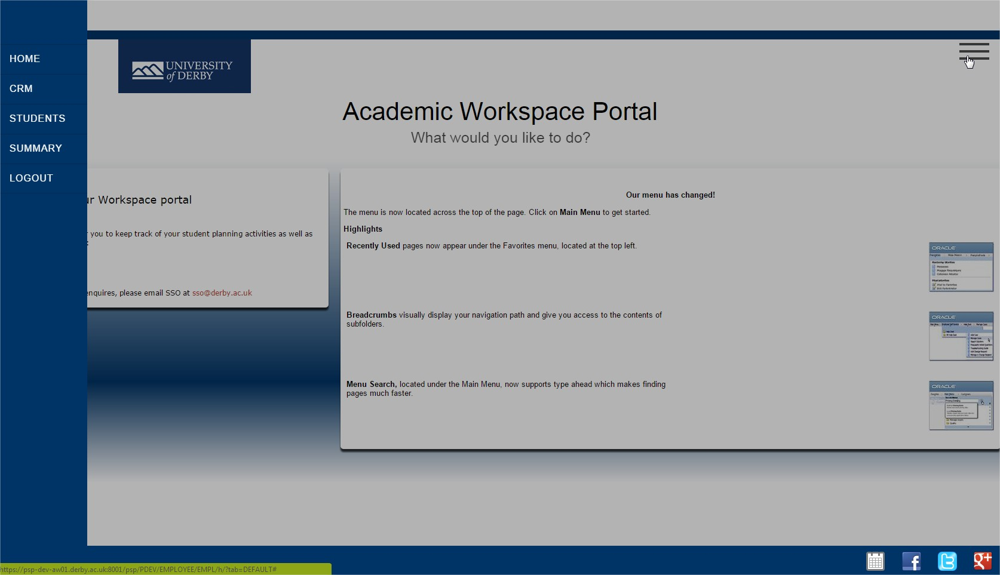 HOME
CRM
STUDENTS
SUMMARY
LOGOUT
UNIVERSITY
of DERBY
Academic Workspace Portal
What would you like to do?
ur Workspace portal
you to keep track of your student planning activities as well as
:
enquires, please email SSO at sso@derby.ac.uk
Our menu has changed!
The menu is now located across the top of the page. Click on Main Menu to get started.
Highlights
Recently Used pages now appear under the Favorites menu, located at the top left.
ORACLE
Breadcrumbs visually display your navigation path and give you access to the contents of
subfolders.
ORACLE
Menu Search, located under the Main Menu, now supports type ahead which makes finding
pages much faster.
ORACLE
https://psp-dev-aw01.derby.ac.uk:8001/psp/PDEV/EMPLOYEE/EMPL/h/?tab=DEFAULT#